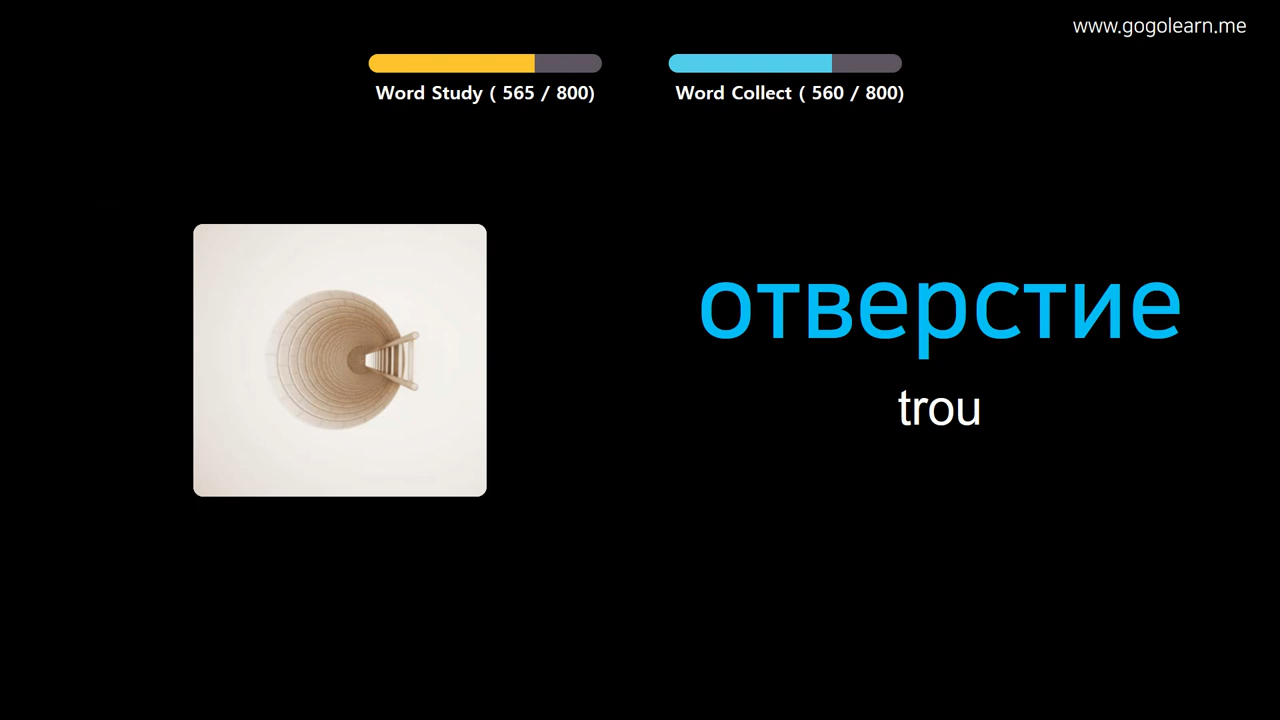 www.gogolearn.me
Word Study ( 565 / 800)
Word Collect ( 560 / 800)
отверстие
trou